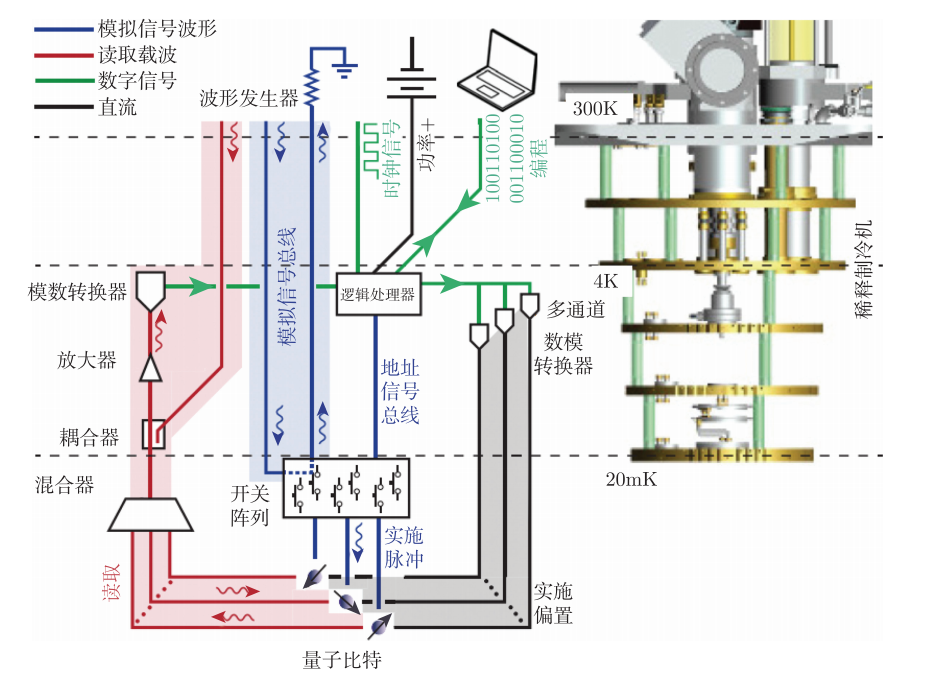 模拟信号波形
读取载波
数字信号
直流
波形发生器
时钟信号
功率+
100110100
001100010
编程
300K
稀释制冷机
4K
模数转换器
模拟信号总线
逻辑处理器
多通道
数模
转换器
放大器
地址
信号
总线
耦合器
混合器
20mK
开关
阵列
实施
脉冲
读取
实施
偏置
量子比特